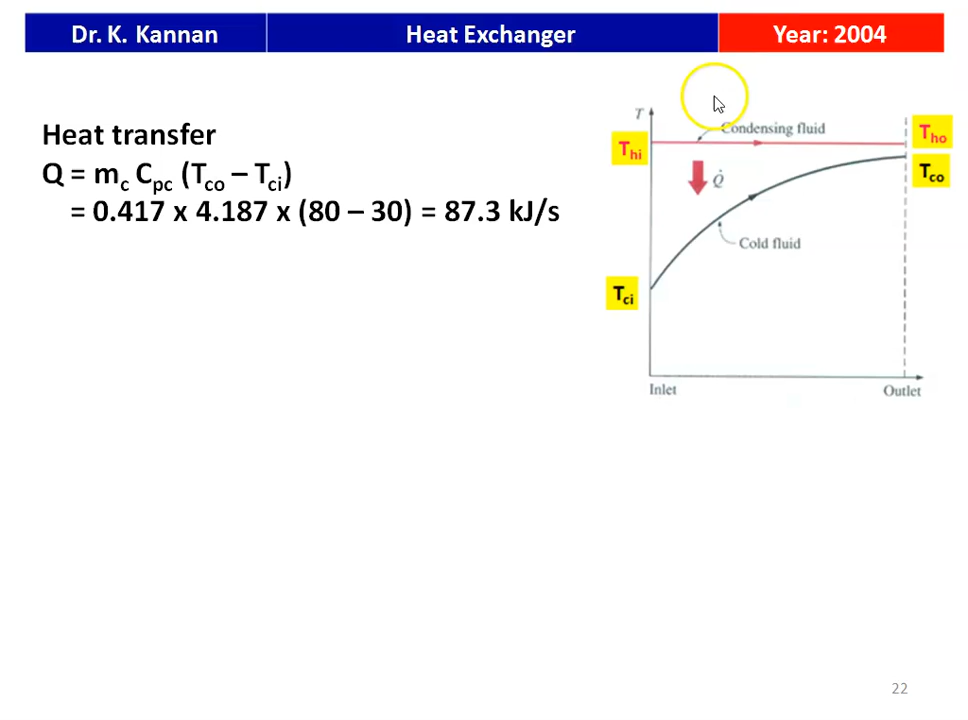 Dr. K. Kannan
Heat Exchanger
Year: 2004
Heat transfer
Q = mc Cpc (Tco – Tci)
= 0.417 x 4.187 x (80 – 30) = 87.3 kJ/s
T
Condensing fluid
Thi
Tho
Q̇
Tco
Cold fluid
Tci
Inlet
Outlet
22